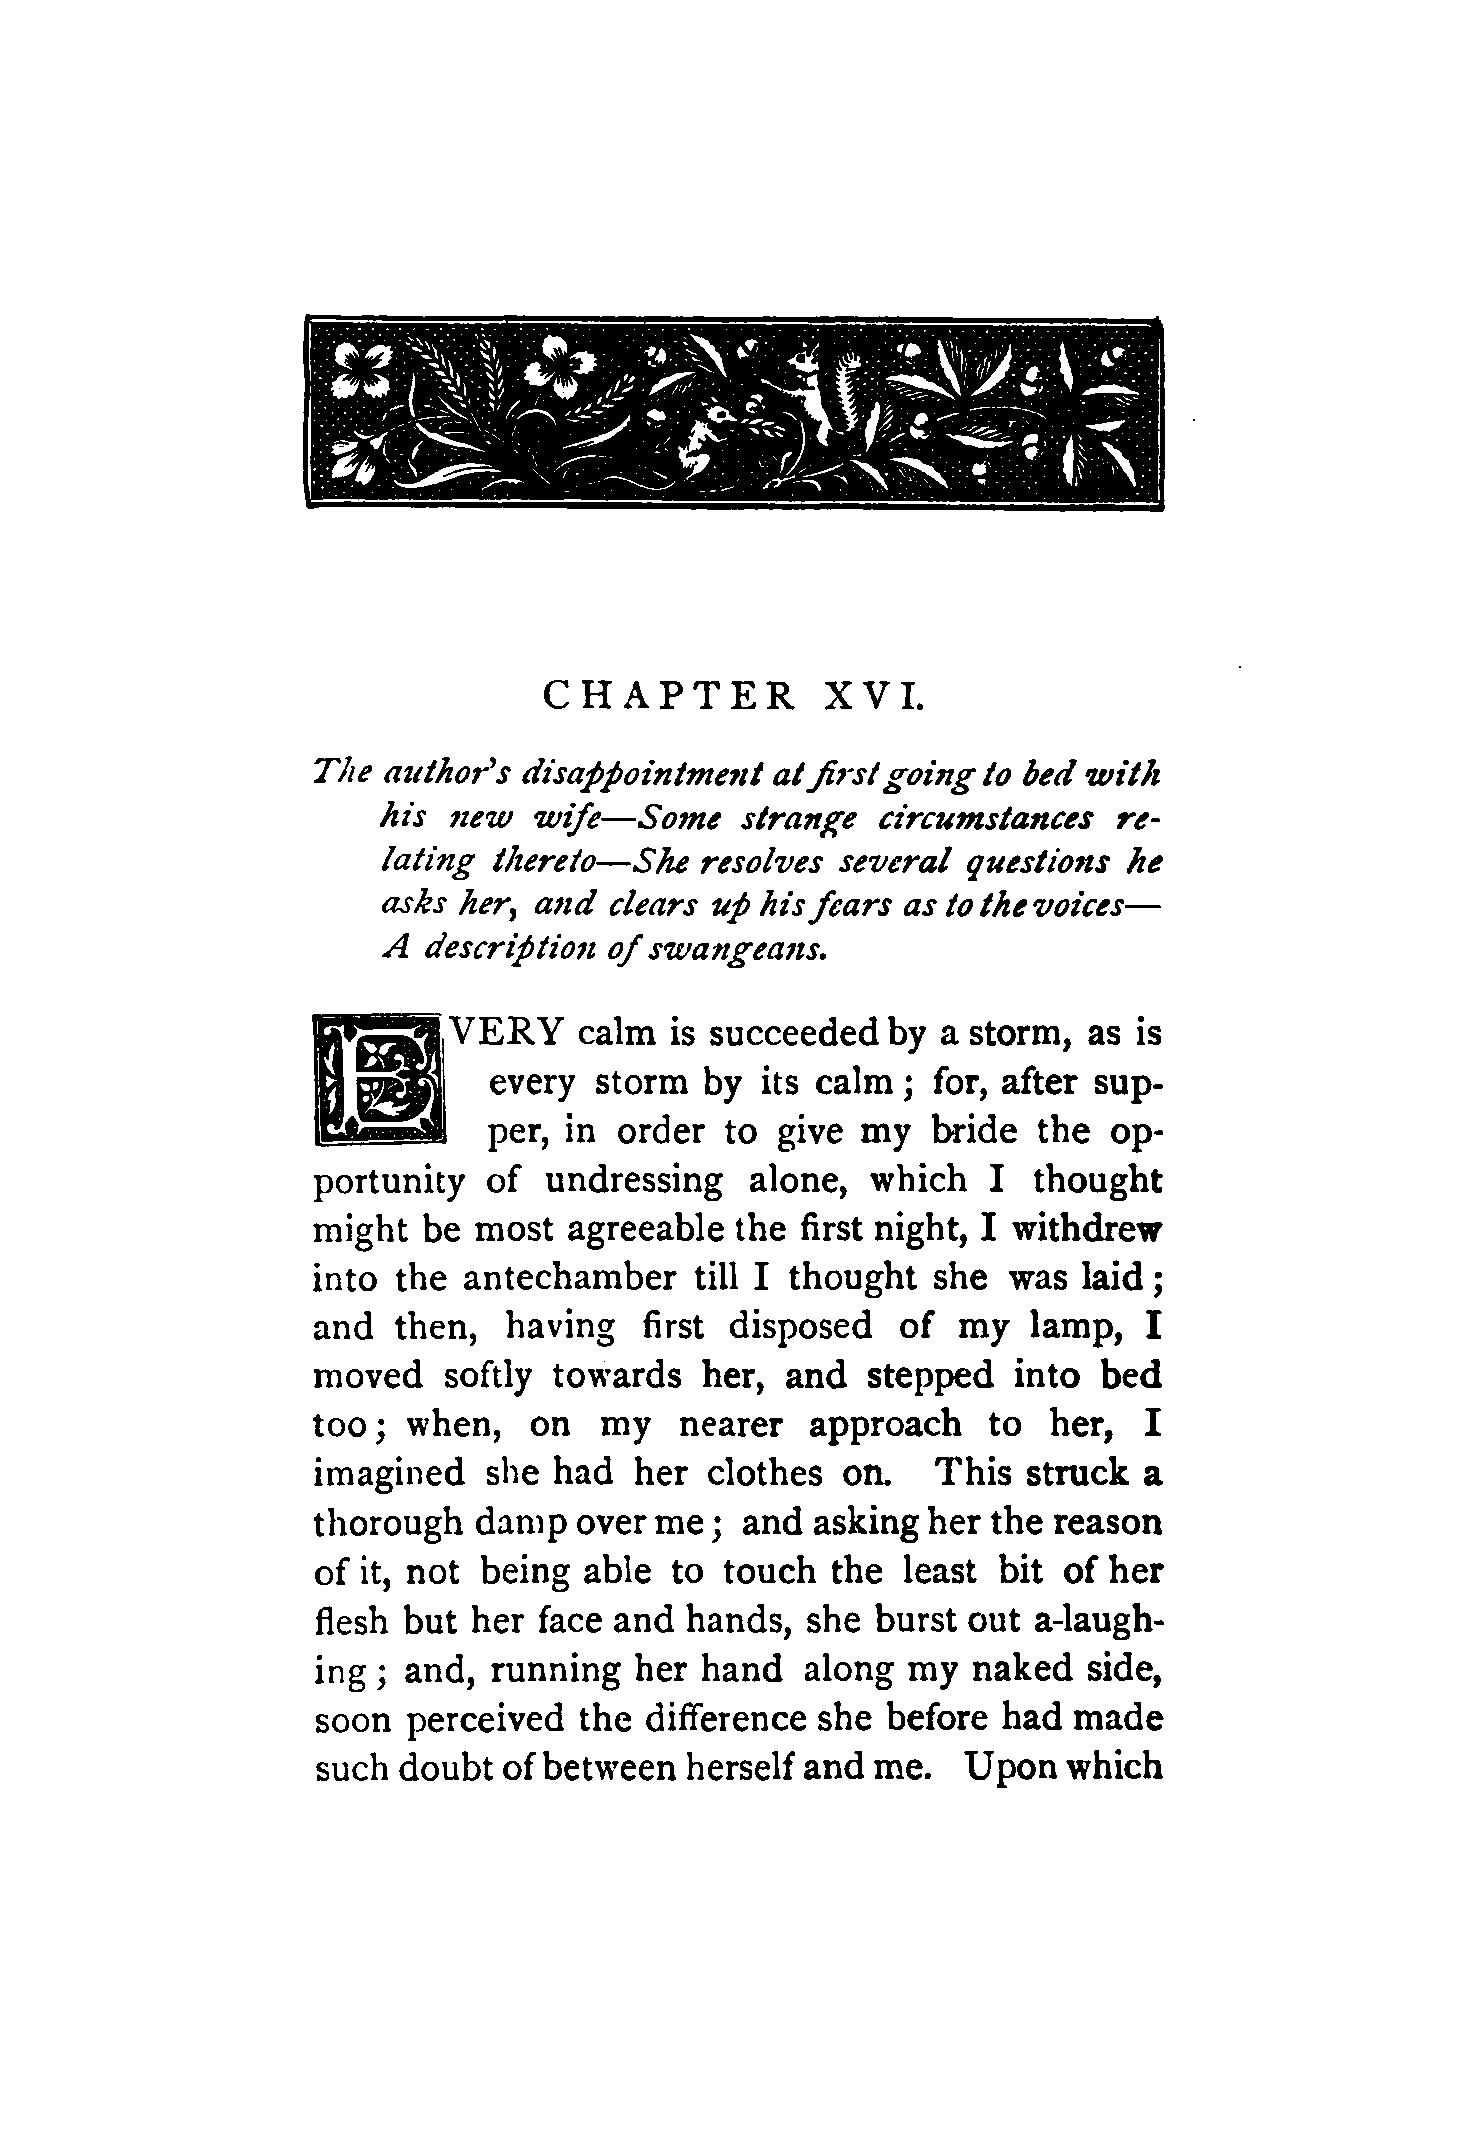 CHAPTER XVI.
The author's disappointment at first going to bed with
his new wife—Some strange circumstances re-
lating thereto—She resolves several questions he
asks her, and clears up his fears as to the voices—
A description of swangeans.
EVERY calm is succeeded by a storm, as is
every storm by its calm; for, after sup-
per, in order to give my bride the op-
portunity of undressing alone, which I thought
might be most agreeable the first night, I withdrew
into the antechamber till I thought she was laid;
and then, having first disposed of my lamp, I
moved softly towards her, and stepped into bed
too; when, on my nearer approach to her, I
imagined she had her clothes on. This struck a
thorough damp over me; and asking her the reason
of it, not being able to touch the least bit of her
flesh but her face and hands, she burst out a-laugh-
ing; and, running her hand along my naked side,
soon perceived the difference she before had made
such doubt of between herself and me. Upon which